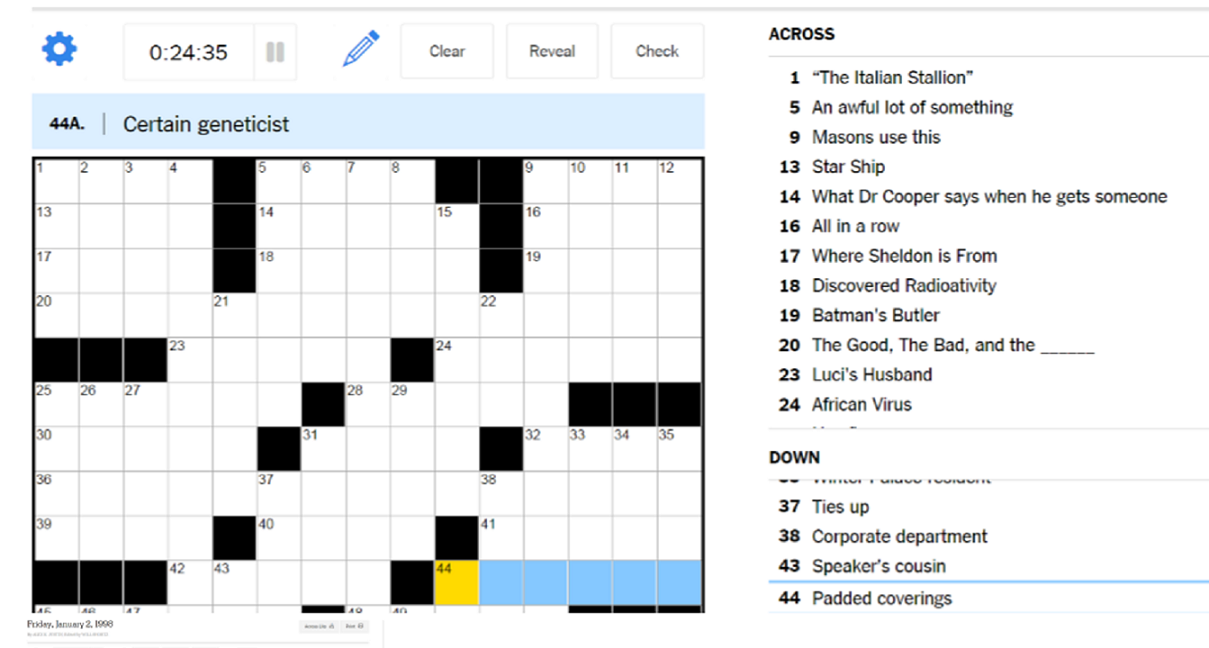 0:24:35
Clear
Reveal
Check
44A. Certain geneticist
1 2 3 4 5 6 7 8 9 10 11 12
13 14 15 16
17 18 19
20 21 22
23 24
25 26 27 28 29
30 31 32 33 34 35
36 37 38
39 40 41
42 43 44
45 46 47 48 49
Friday, January 2, 1998
ACROSS
1 “The Italian Stallion”
5 An awful lot of something
9 Masons use this
13 Star Ship
14 What Dr Cooper says when he gets someone
16 All in a row
17 Where Sheldon is From
18 Discovered Radioativity
19 Batman's Butler
20 The Good, The Bad, and the ______
23 Luci's Husband
24 African Virus
DOWN
37 Ties up
38 Corporate department
43 Speaker's cousin
44 Padded coverings